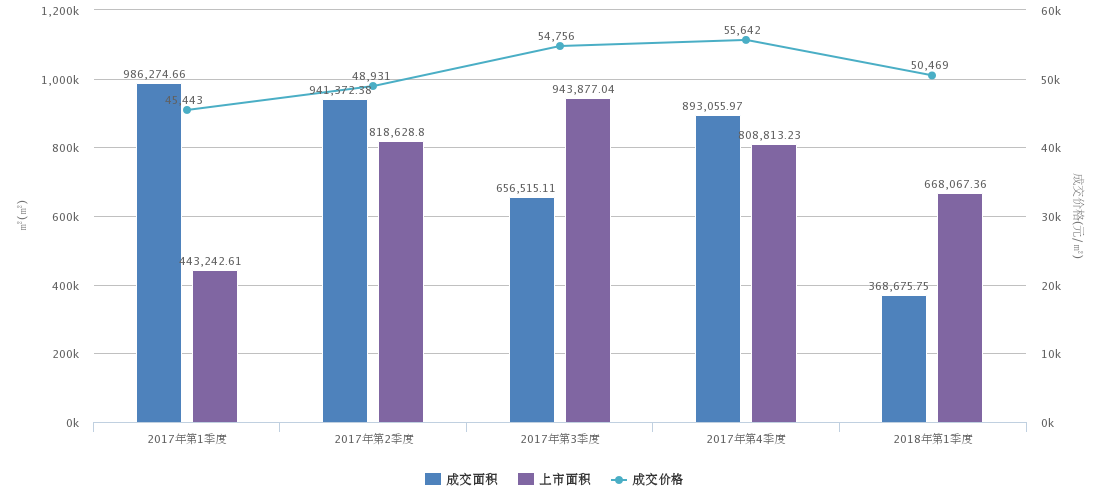 1,200k
1,000k
800k
600k
400k
200k
0k
㎡(㎡)
60k
50k
40k
30k
20k
10k
0k
成交价格(元/㎡)
986,274.66
45,443
443,242.61
48,931
941,372.38
818,628.8
54,756
943,877.04
656,515.11
55,642
893,055.97
808,813.23
50,469
668,067.36
368,675.75
2017年第1季度
2017年第2季度
2017年第3季度
2017年第4季度
2018年第1季度
成交面积 上市面积 成交价格